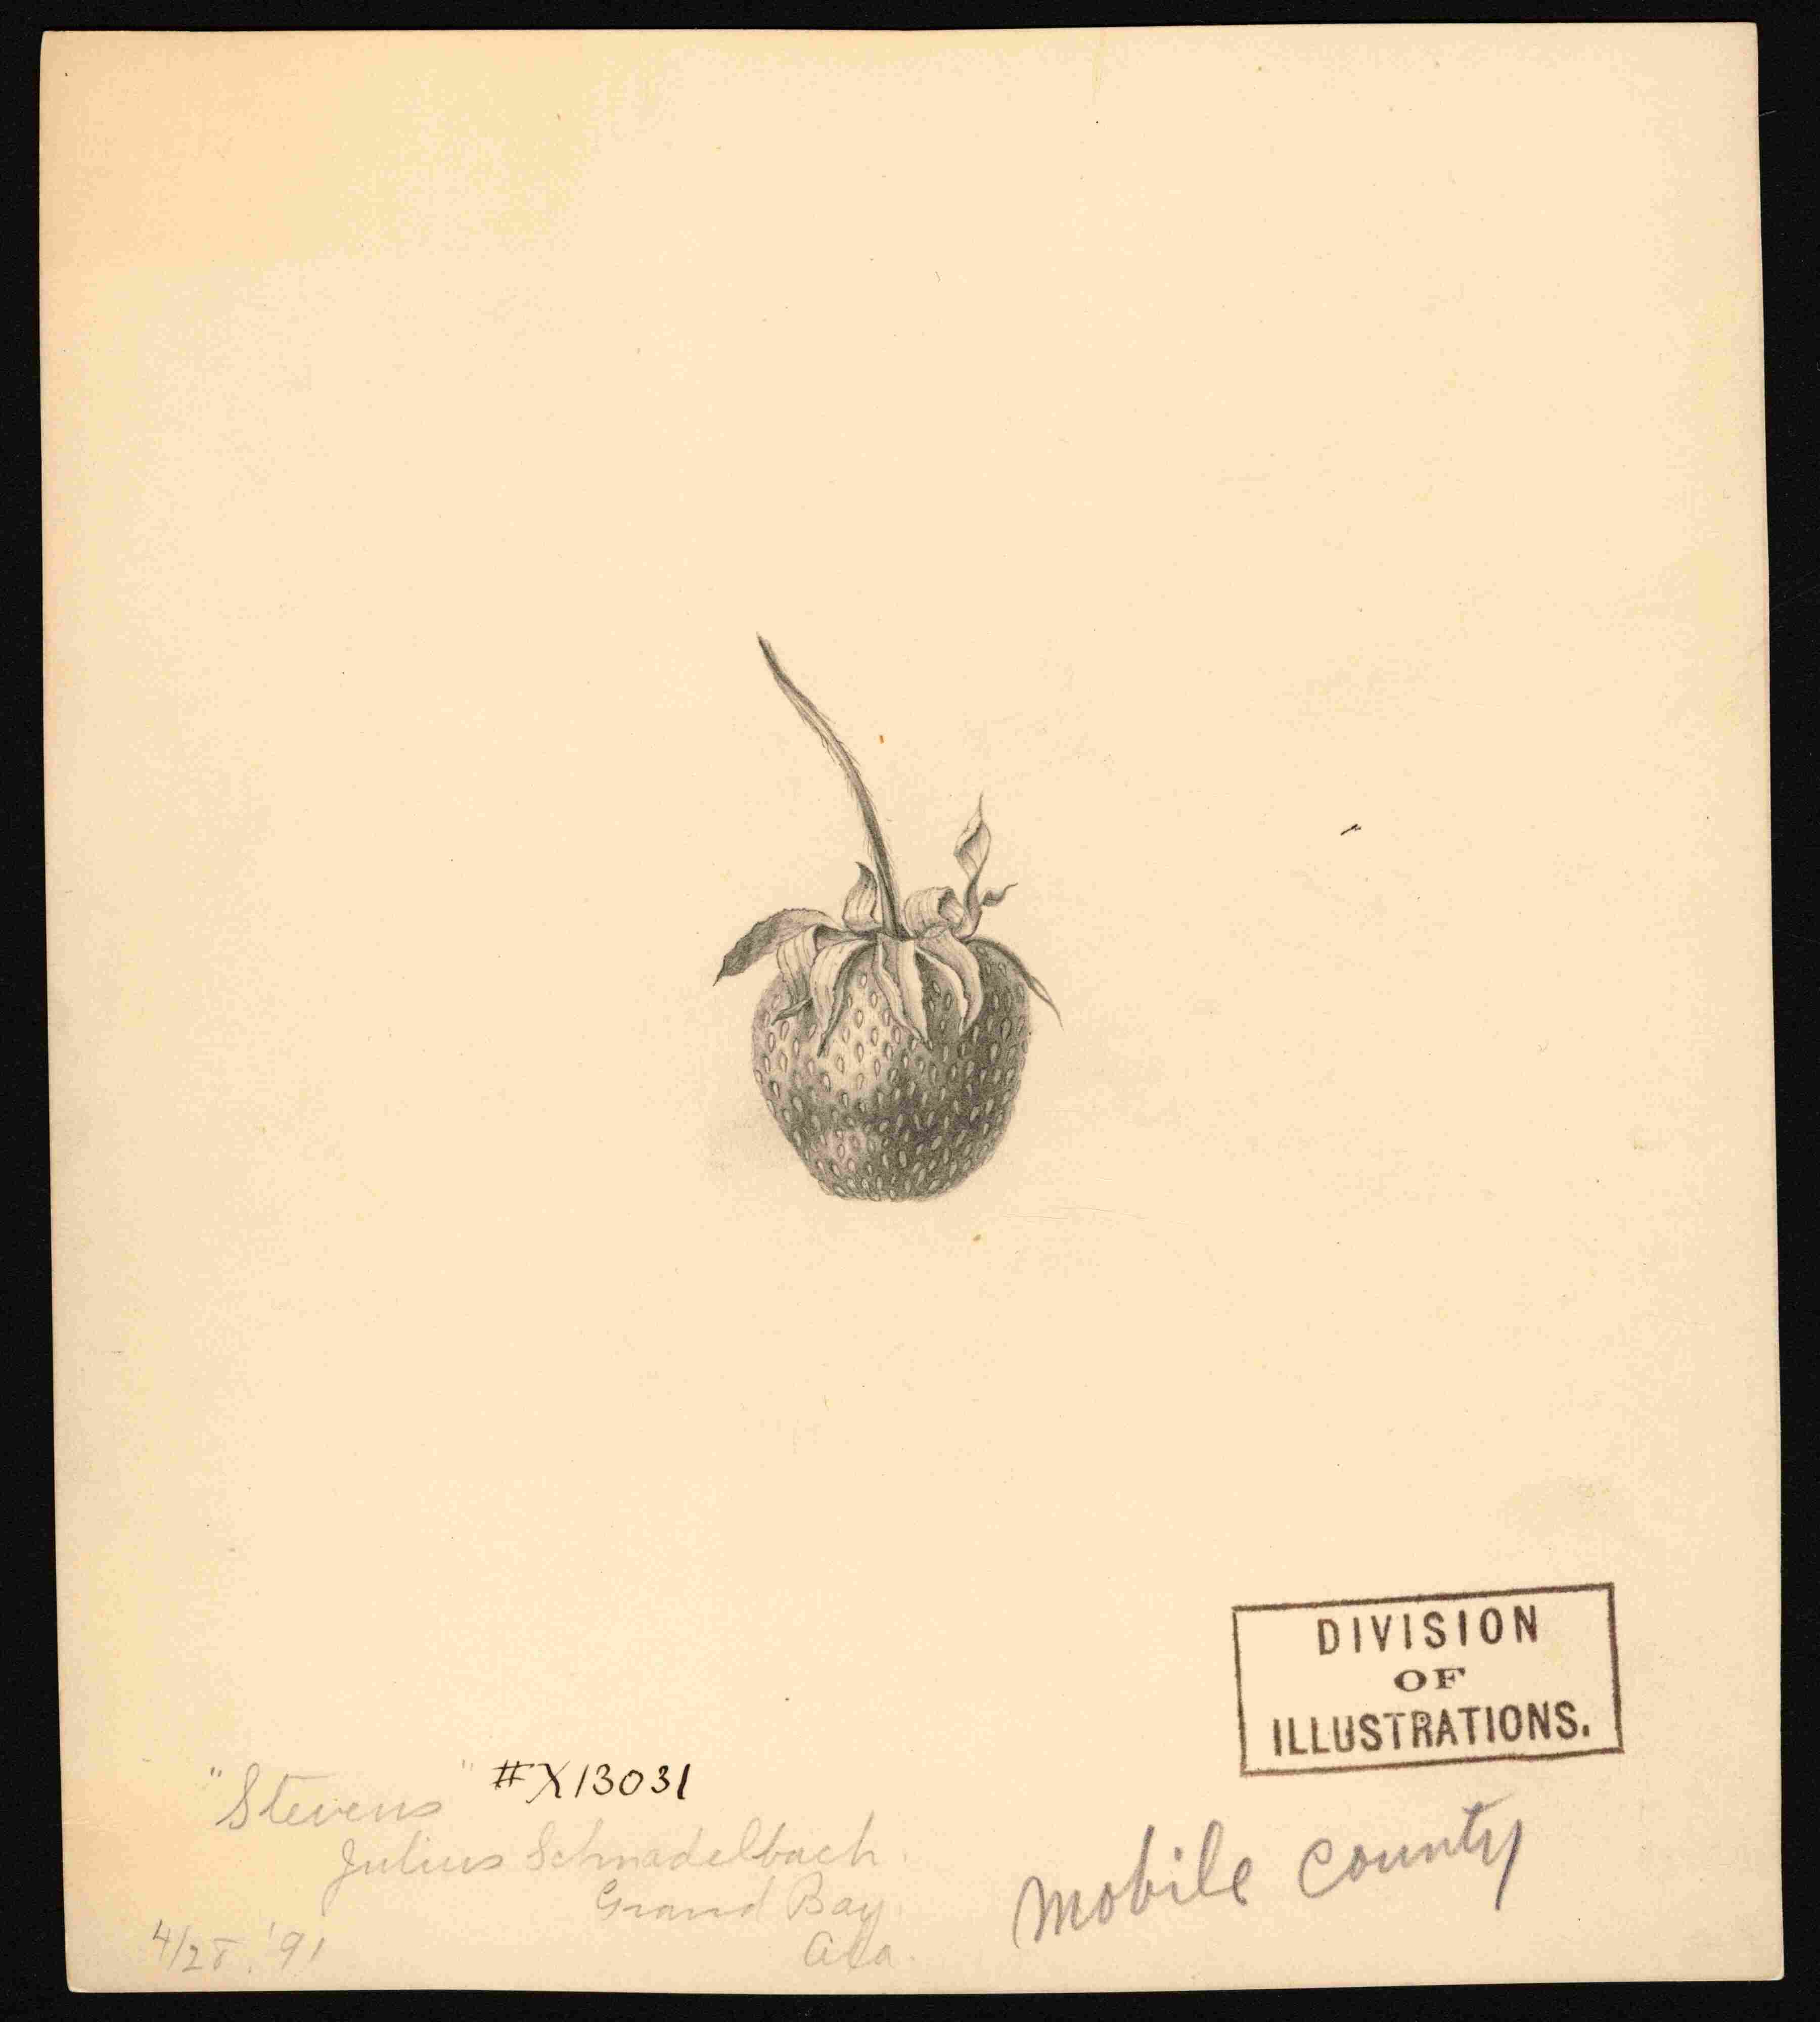 DIVISION
OF
ILLUSTRATIONS.
"Stevens" #X13031
Julius Schnadelbach.
Grand Bay.
Ala.
4/28. '91
Mobile County